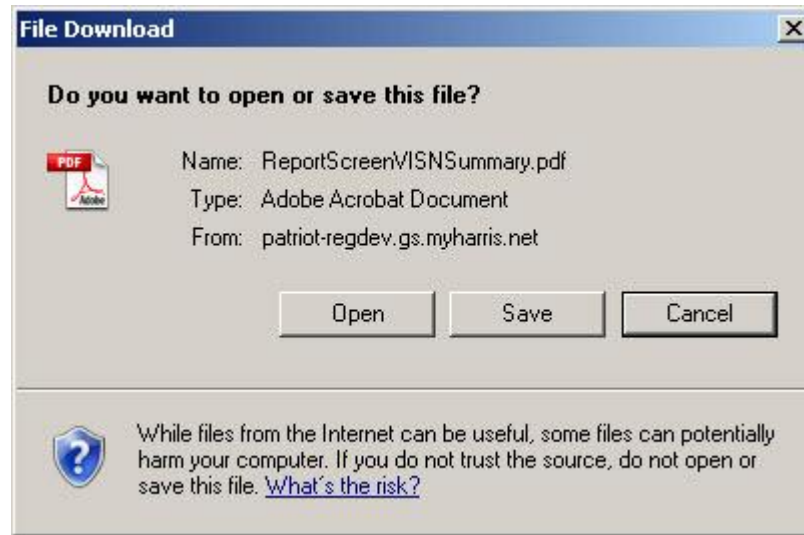 File Download
Do you want to open or save this file?
PDF
Adobe
Name: ReportScreenVISNSummary.pdf
Type: Adobe Acrobat Document
From: patriot-regdev.gs.myharris.net
Open Save Cancel
While files from the Internet can be useful, some files can potentially
harm your computer. If you do not trust the source, do not open or
save this file. What's the risk?